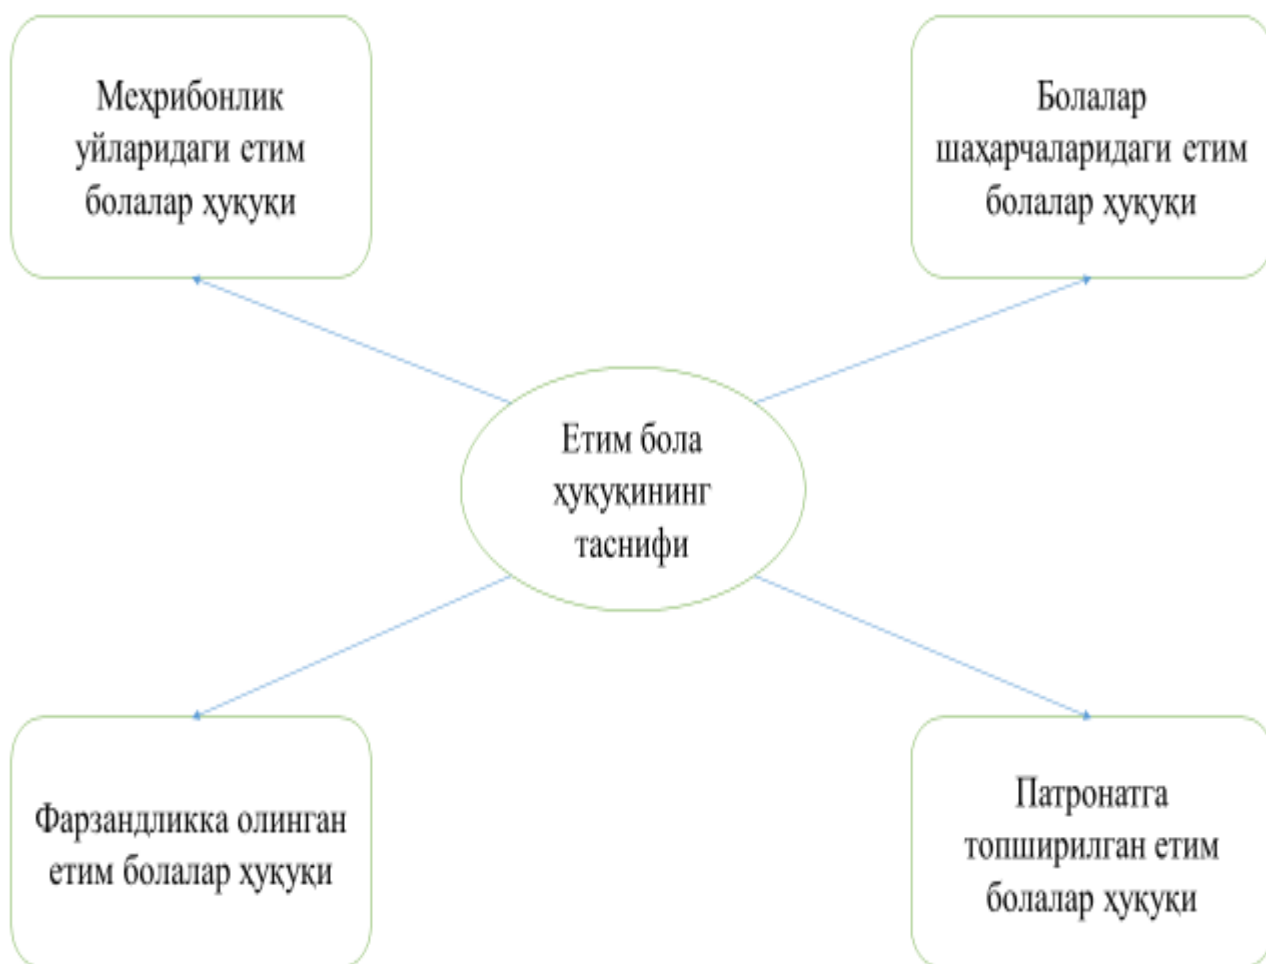 Меҳрибонлик
уйларидаги етим
болалар ҳуқуқи
Болалар
шаҳарчаларидаги етим
болалар ҳуқуқи
Етим бола
ҳуқуқининг
таснифи
Фарзандликка олинган
етим болалар ҳуқуқи
Патронатга
топширилган етим
болалар ҳуқуқи